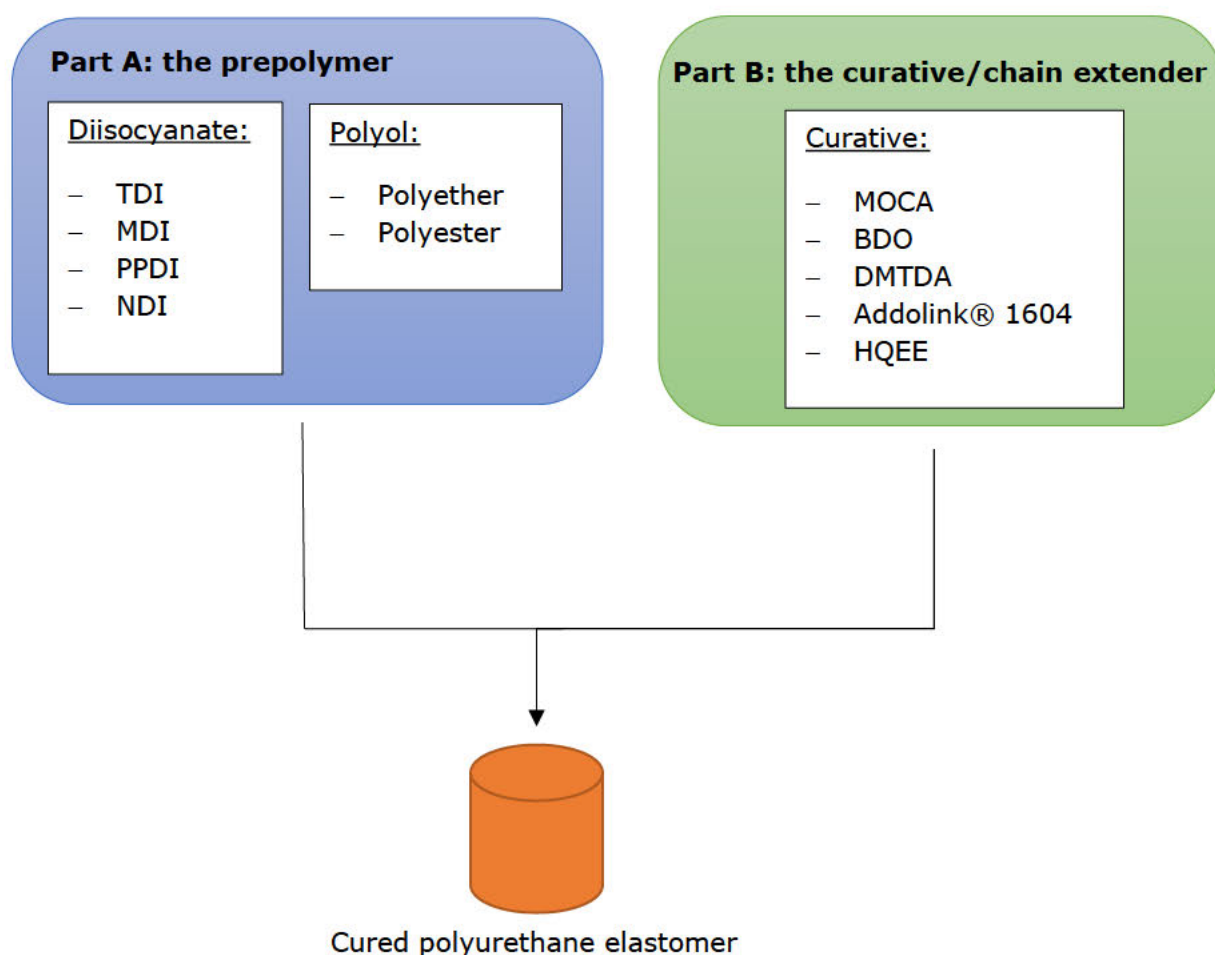 Part A: the prepolymer
Diisocyanate:
– TDI
– MDI
– PPDI
– NDI
Polyol:
– Polyether
– Polyester
Part B: the curative/chain extender
Curative:
– MOCA
– BDO
– DMTDA
– Addolink® 1604
– HQEE
Cured polyurethane elastomer